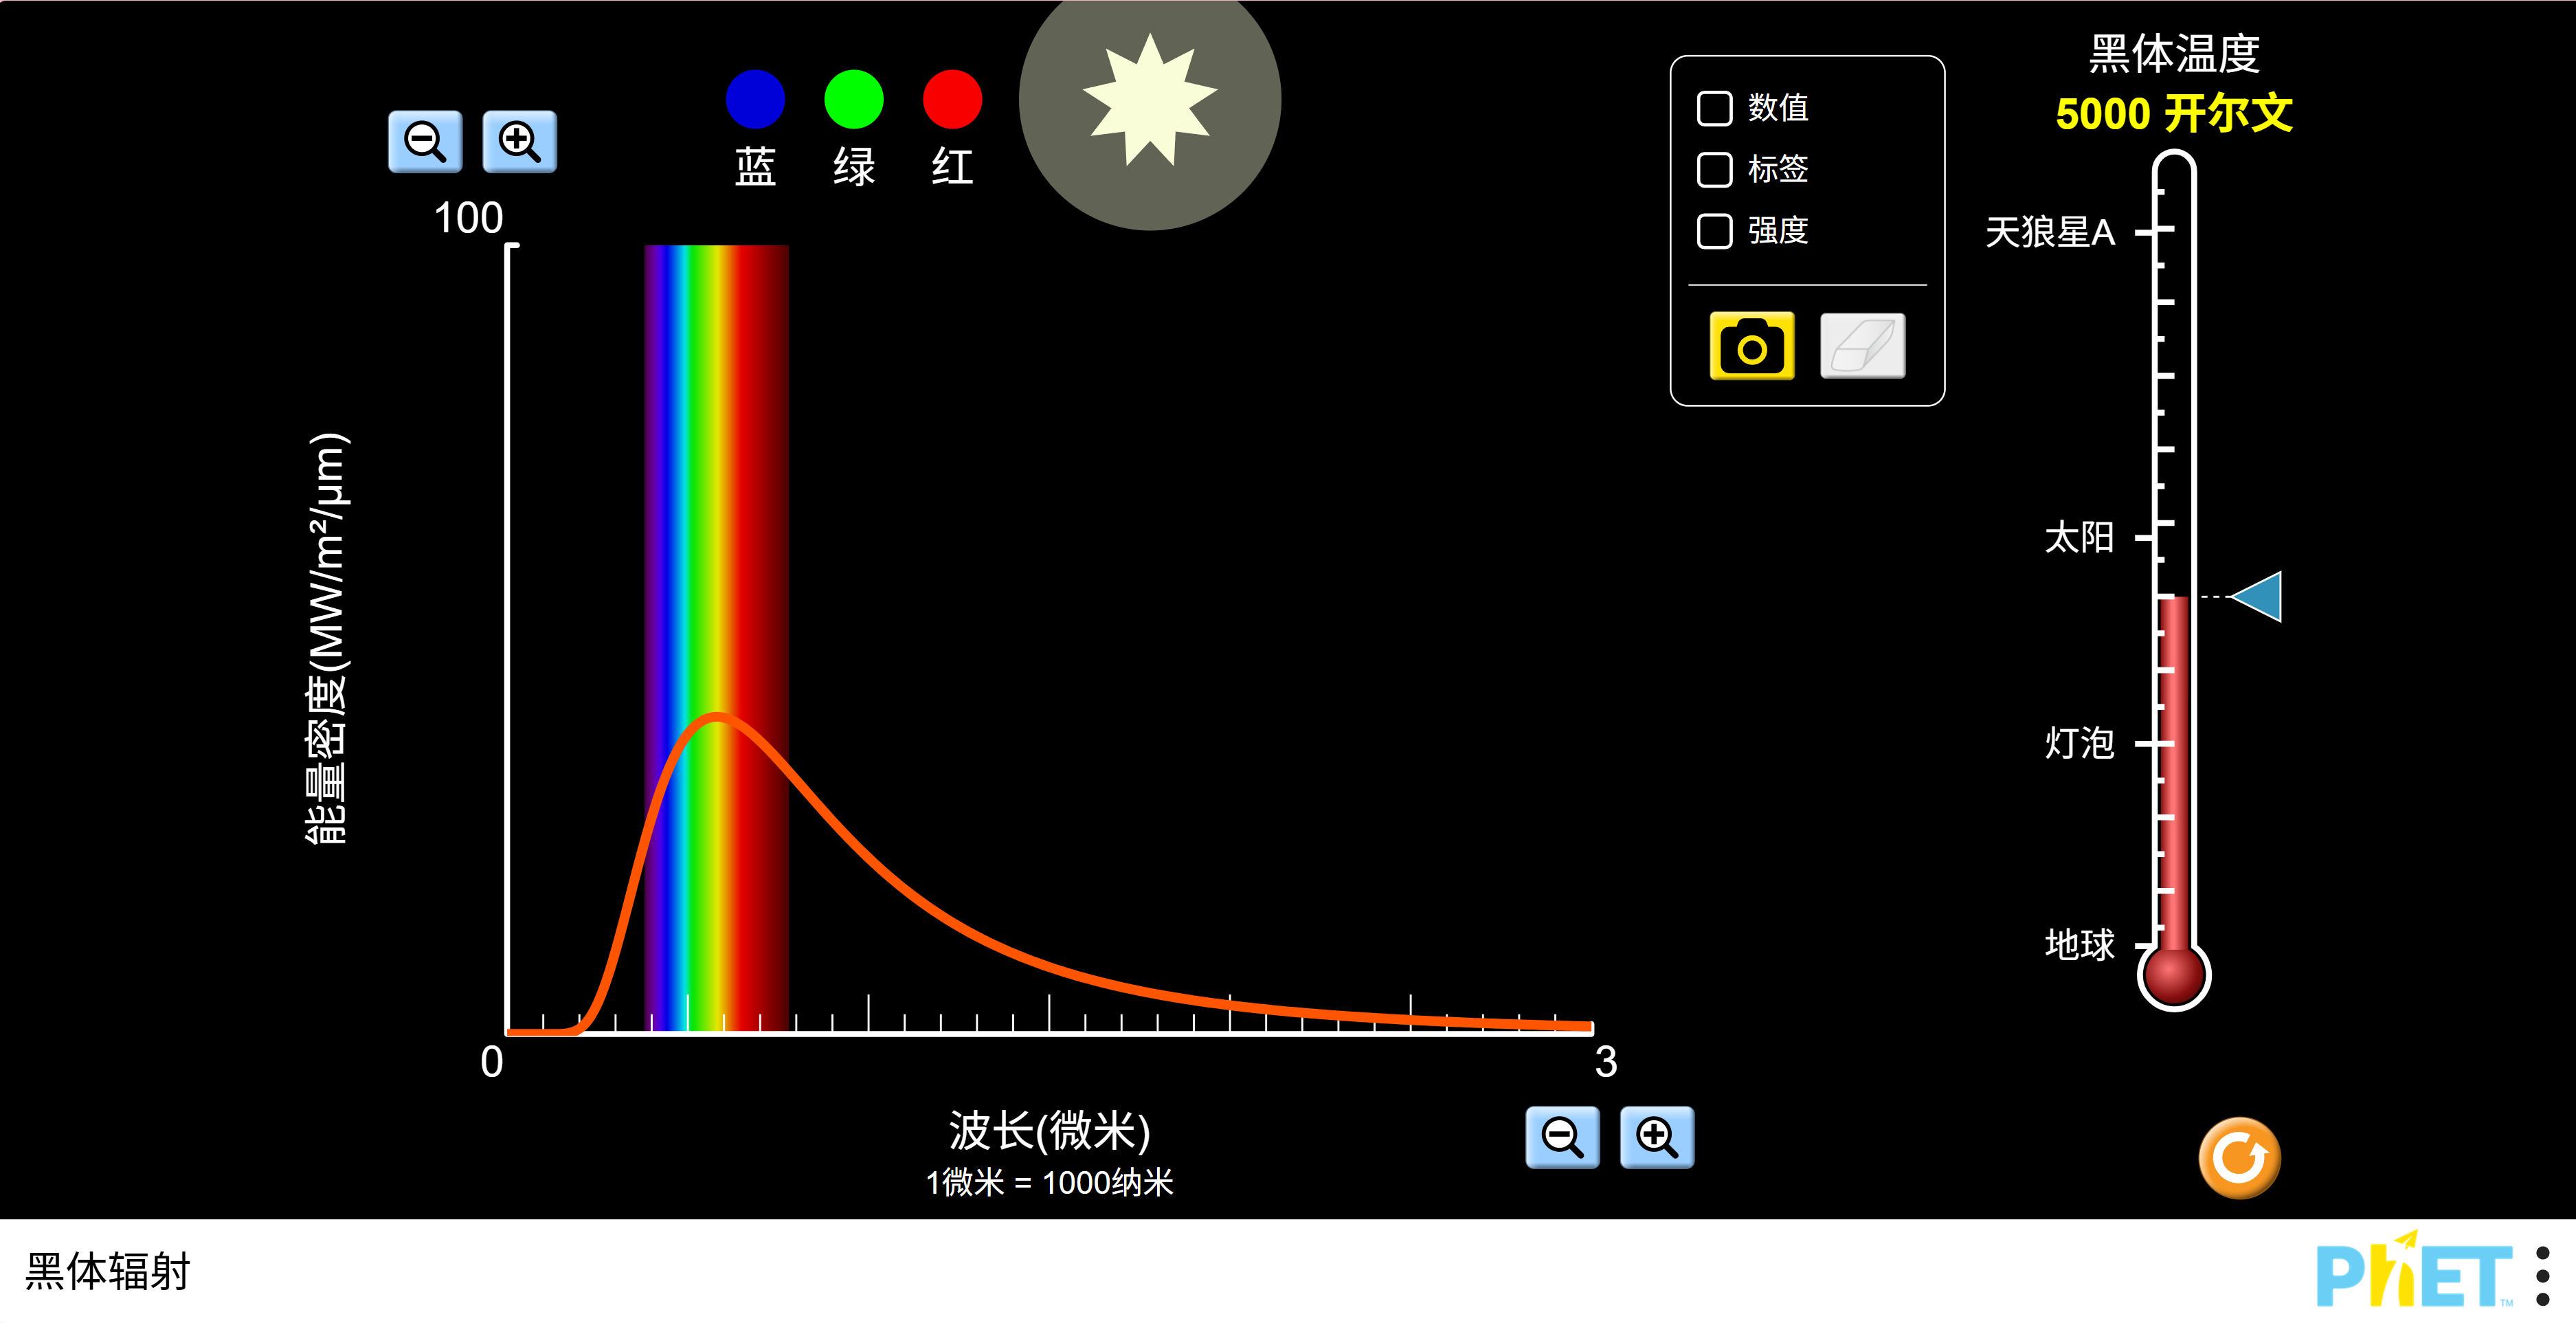 蓝 绿 红
100
能量密度(MW/m²/μm)
0
3
波长(微米)
1微米 = 1000纳米
数值
标签
强度
黑体温度
5000 开尔文
天狼星A
太阳
灯泡
地球
黑体辐射
PhET™